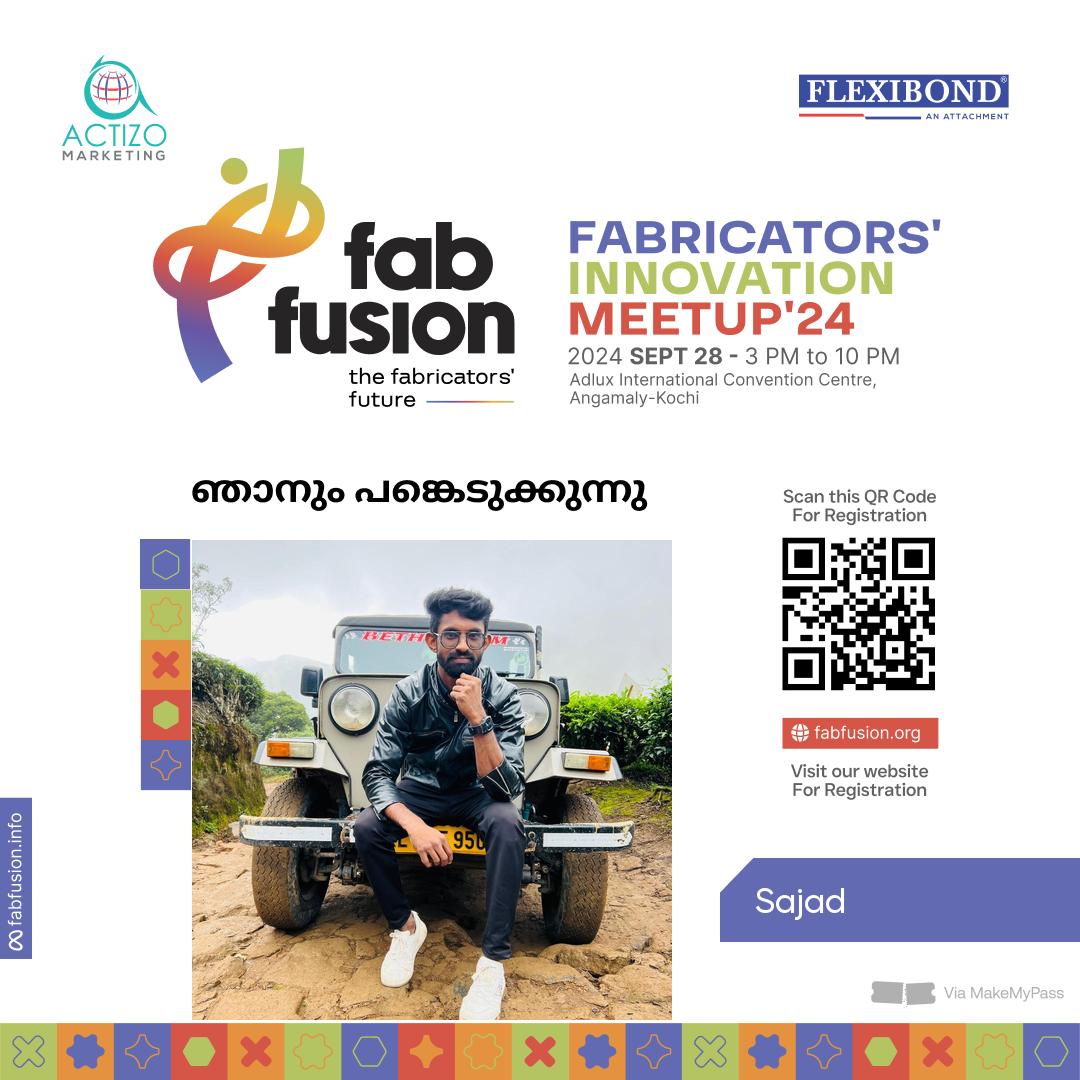 ACTIZO
MARKETING
FLEXIBOND®
AN ATTACHMENT
fab
fusion
the fabricators'
future
FABRICATORS'
INNOVATION
MEETUP'24
2024 SEPT 28 - 3 PM to 10 PM
Adlux International Convention Centre,
Angamaly-Kochi
ഞാനും പങ്കെടുക്കുന്നു
Scan this QR Code
For Registration
fabfusion.org
Visit our website
For Registration
fabfusion.info
Sajad
Via MakeMyPass